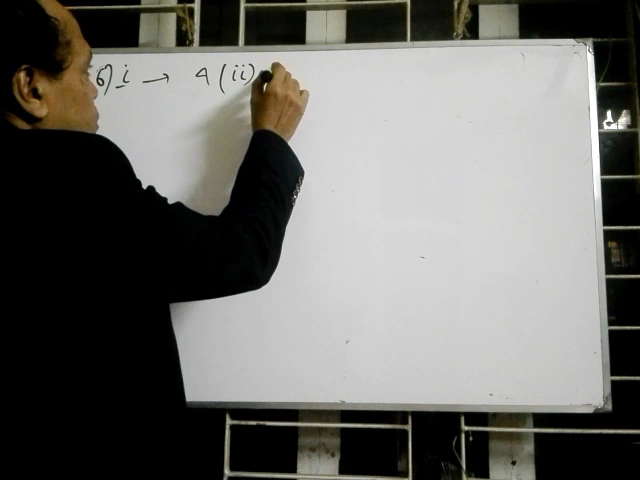 6) i → 4 (ii)